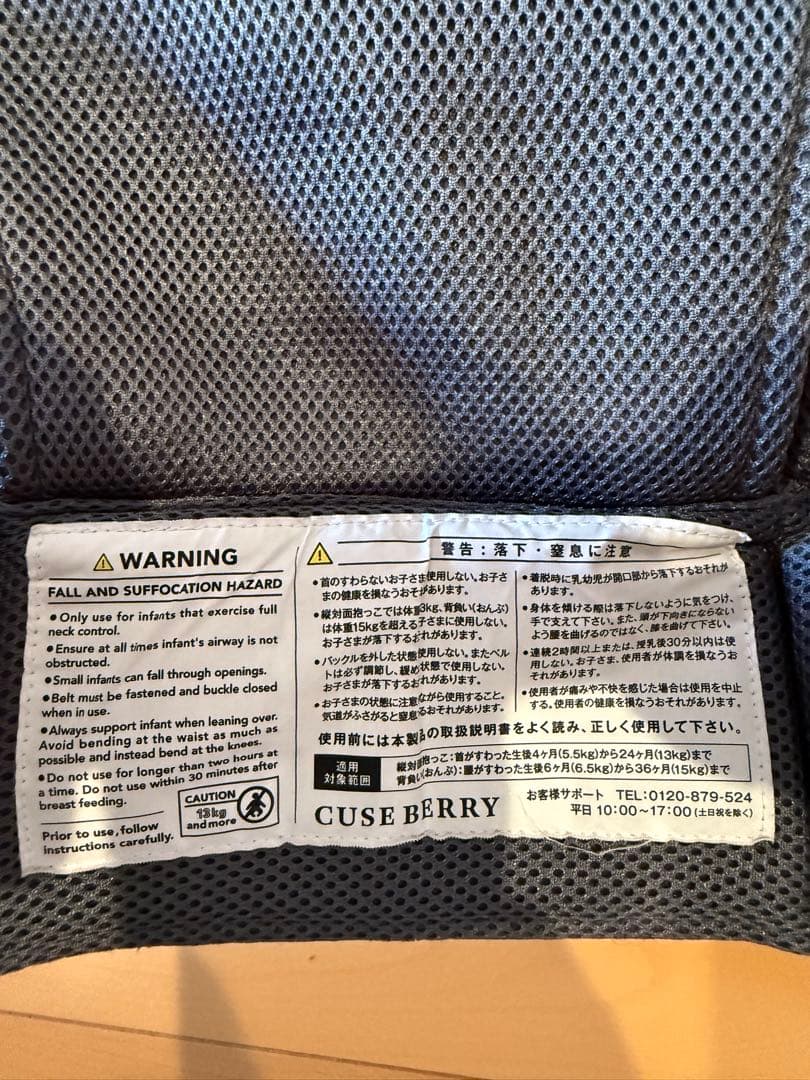 WARNING
FALL AND SUFFOCATION HAZARD
•Only use for infants that exercise full
neck control.
•Ensure at all times infant's airway is not
obstructed.
•Small infants can fall through openings.
•Belt must be fastened and buckle closed
when in use.
•Always support infant when leaning over.
Avoid bending at the waist as much as
possible and instead bend at the knees.
•Do not use for longer than two hours at
a time. Do not use within 30 minutes after
breast feeding.
Prior to use, follow
instructions carefully.
CAUTION
13kg
and more
警告：落下・窒息に注意
•首のすわらないお子さま使用しない。お子さ
まの健康を損なうおそがあります。
•縦対面抱っこでは体重3kg、背負い(おんぶ)
は体重15kgを超える子さまに使用しない。
お子さまが落下するおれがあります。
•バックルを外した状態使用しない。またベル
トは必ず調節し、緩め状態で使用しない。
お子さまが落下するおれがあります。
•お子さまの状態に注意ながら使用すること。
気道がふさがると窒息るおそれがあります。
•着脱時に乳幼児が開口部から落下するおそれが
あります。
•身体を傾ける際は落下しないように気をつけ、
手で支えて下さい。また、頭が下向きにならない
よう腰を曲げるのではなく、膝を曲げて下さい。
•連続2時間以上または、授乳後30分以内は使
用しない。お子さま、使用者が体調を損なうお
それがあります。
•使用者が痛みや不快を感じた場合は使用を中止
する。使用者の健康を損なうおそれがあります。
使用前には本製品の取扱説明書をよく読み、正しく使用して下さい。
適用
対象範囲
縦対面抱っこ：首がすわった生後4ヶ月(5.5kg)から24ヶ月(13kg)まで
背負い(おんぶ)：腰がすわった生後6ヶ月(6.5kg)から36ヶ月(15kg)まで
CUSE BERRY
お客様サポート TEL:0120-879-524
平日 10:00～17:00 (土日祝を除く)